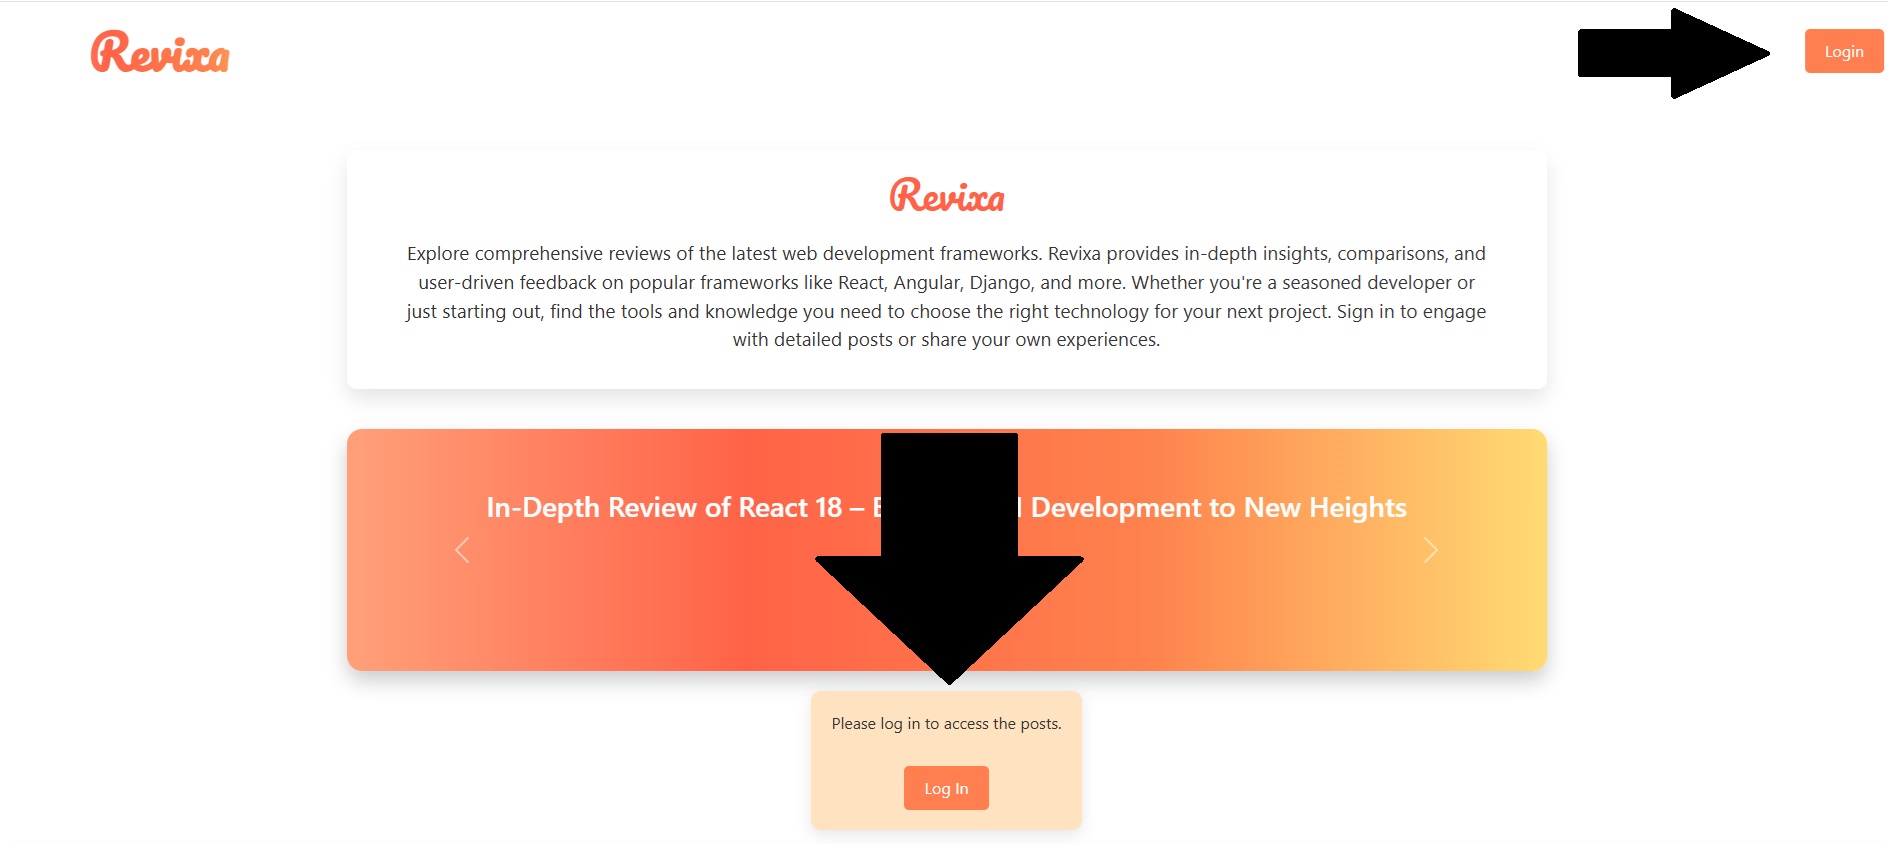 Revixa
Login
Revixa
Explore comprehensive reviews of the latest web development frameworks. Revixa provides in-depth insights, comparisons, and
user-driven feedback on popular frameworks like React, Angular, Django, and more. Whether you're a seasoned developer or
just starting out, find the tools and knowledge you need to choose the right technology for your next project. Sign in to engage
with detailed posts or share your own experiences.
In-Depth Review of React 18 – Development to New Heights
Please log in to access the posts.
Log In